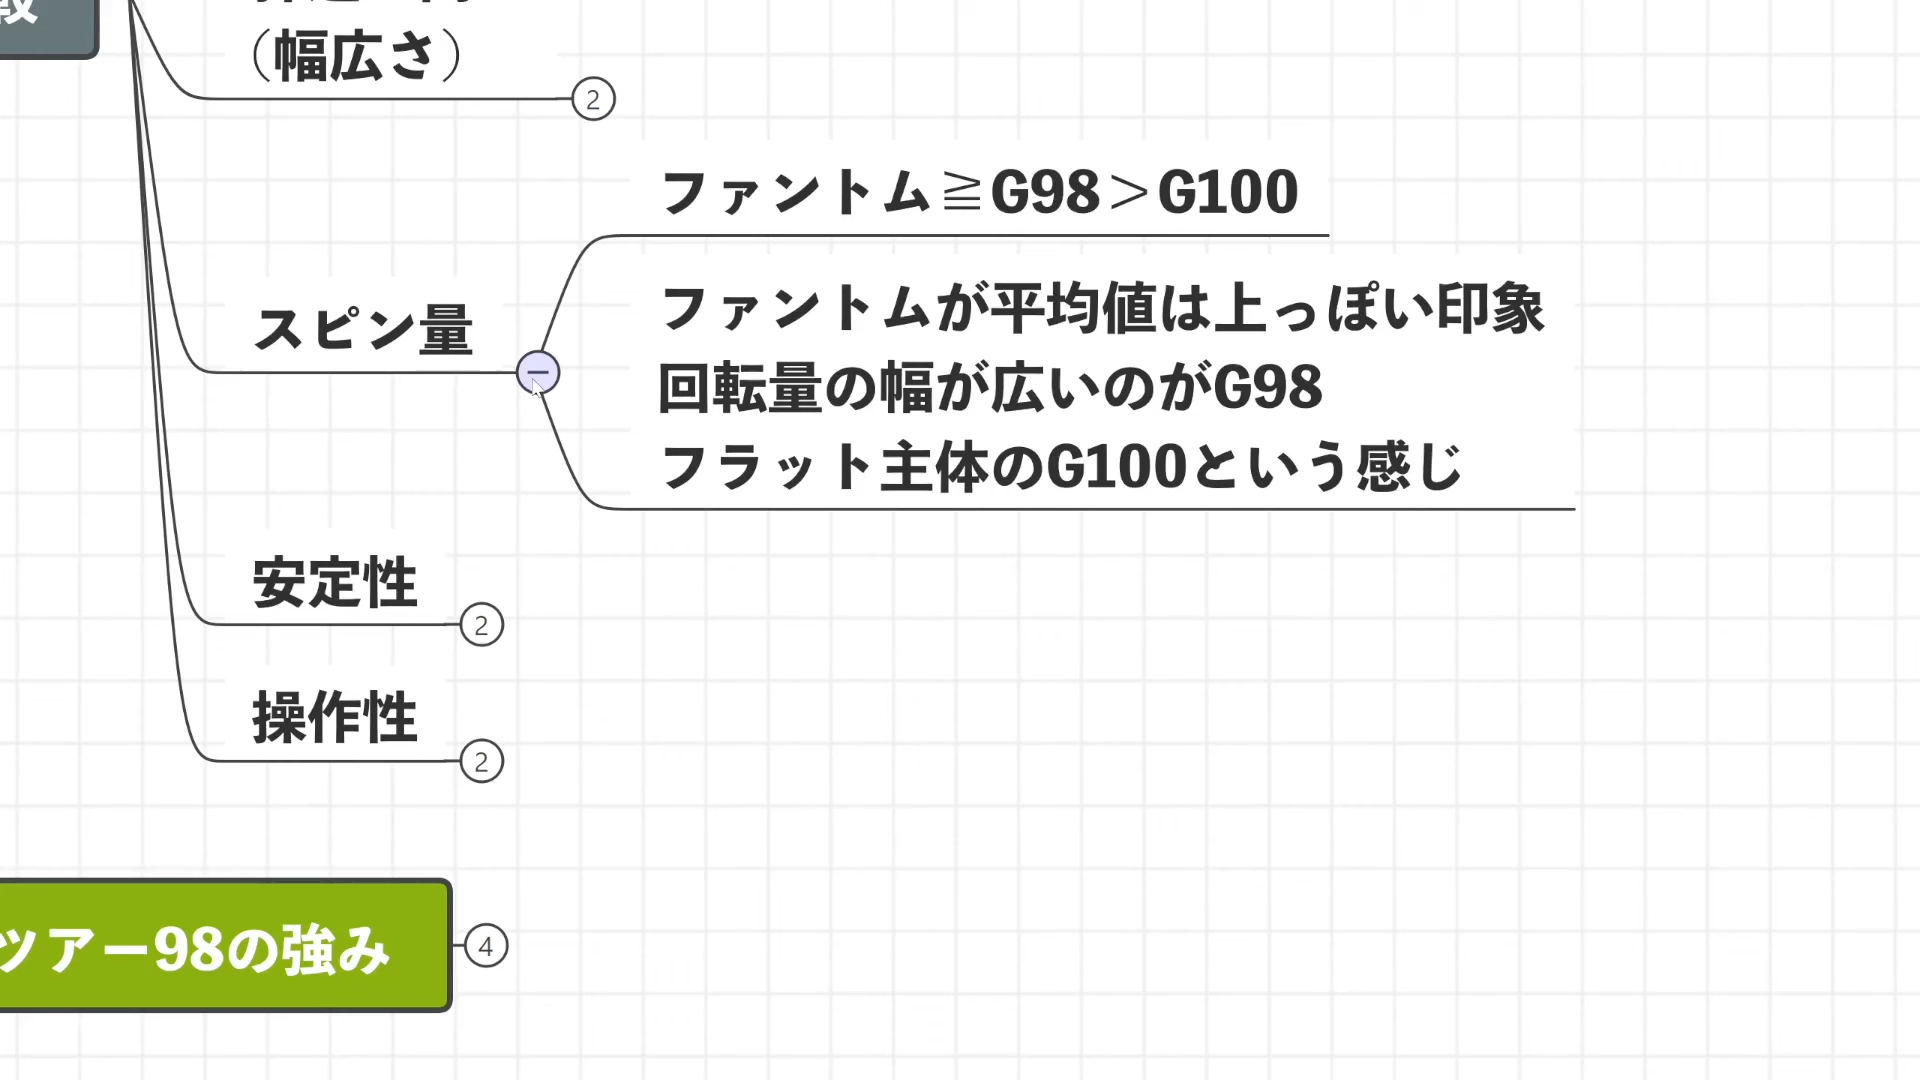 較
（幅広さ）
2
ファントム≧G98＞G100
スピン量
ファントムが平均値は上っぽい印象
回転量の幅が広いのがG98
フラット主体のG100という感じ
安定性
2
操作性
2
ツアー98の強み
4